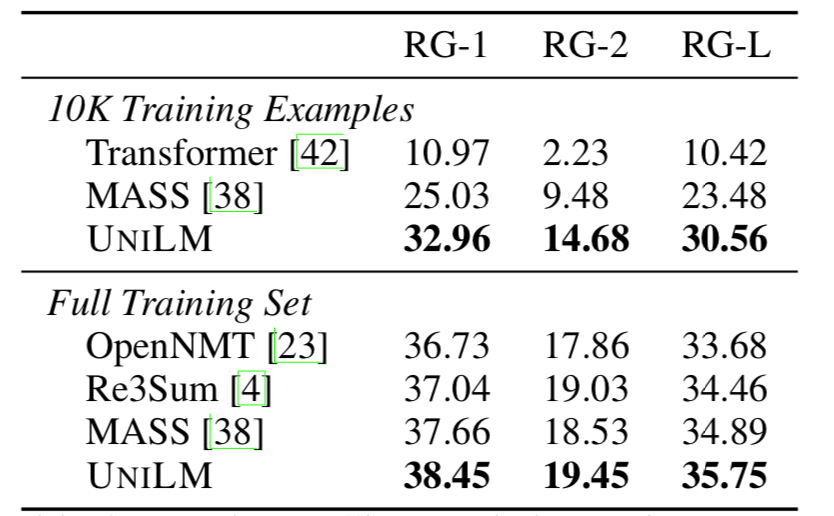 RG-1 RG-2 RG-L
10K Training Examples
Transformer [42] 10.97 2.23 10.42
MASS [38] 25.03 9.48 23.48
UNILM 32.96 14.68 30.56
Full Training Set
OpenNMT [23] 36.73 17.86 33.68
Re3Sum [4] 37.04 19.03 34.46
MASS [38] 37.66 18.53 34.89
UNILM 38.45 19.45 35.75